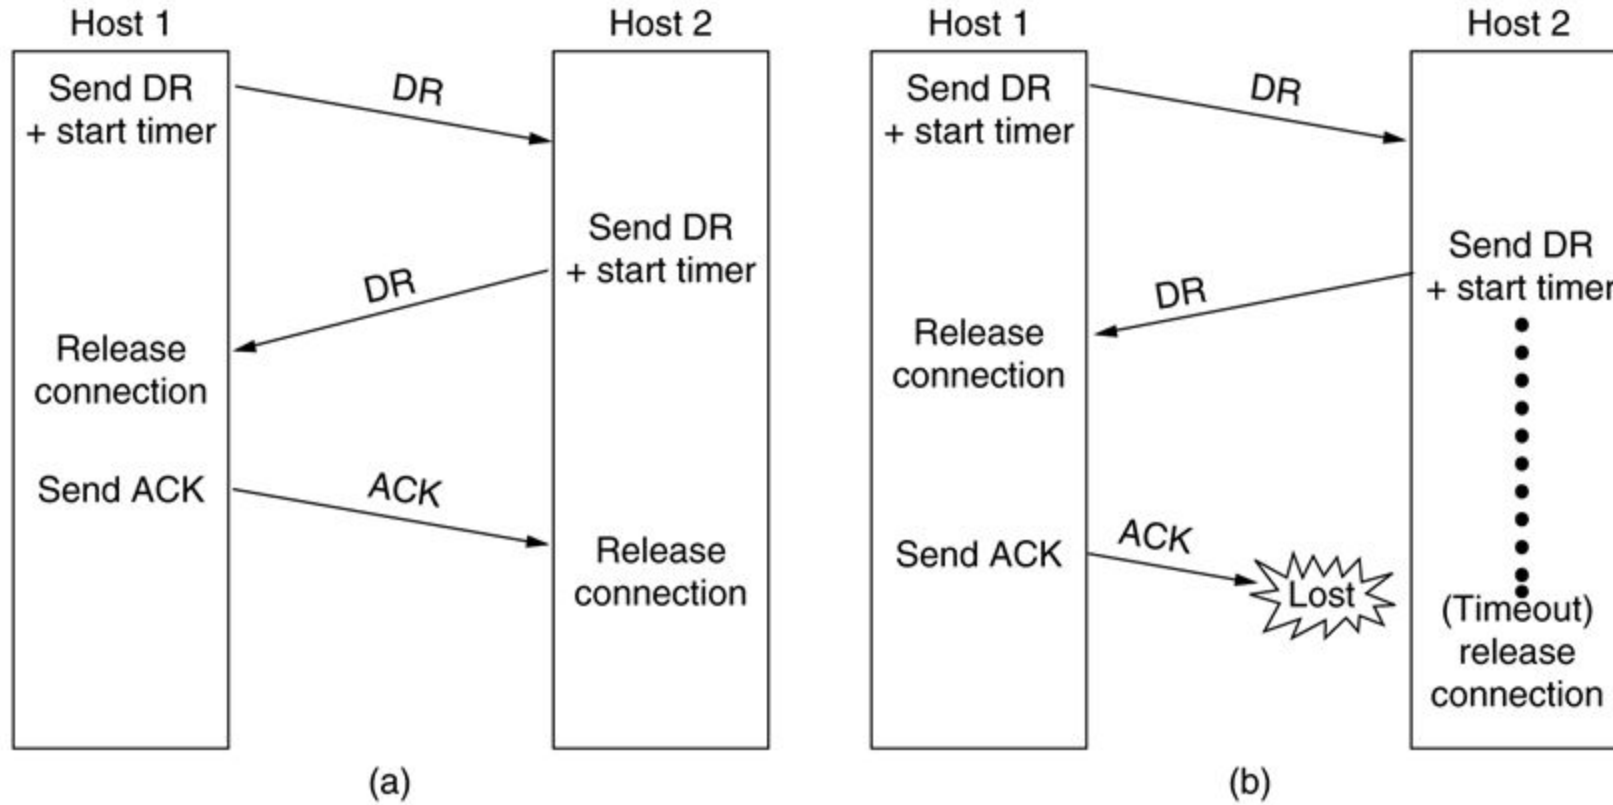 Host 1
Host 2
Send DR
+ start timer
DR
Send DR
+ start timer
DR
Release
connection
Send ACK
ACK
Release
connection
(a)
Host 1
Host 2
Send DR
+ start timer
DR
Send DR
+ start timer
DR
Release
connection
Send ACK
ACK
Lost
(Timeout)
release
connection
(b)